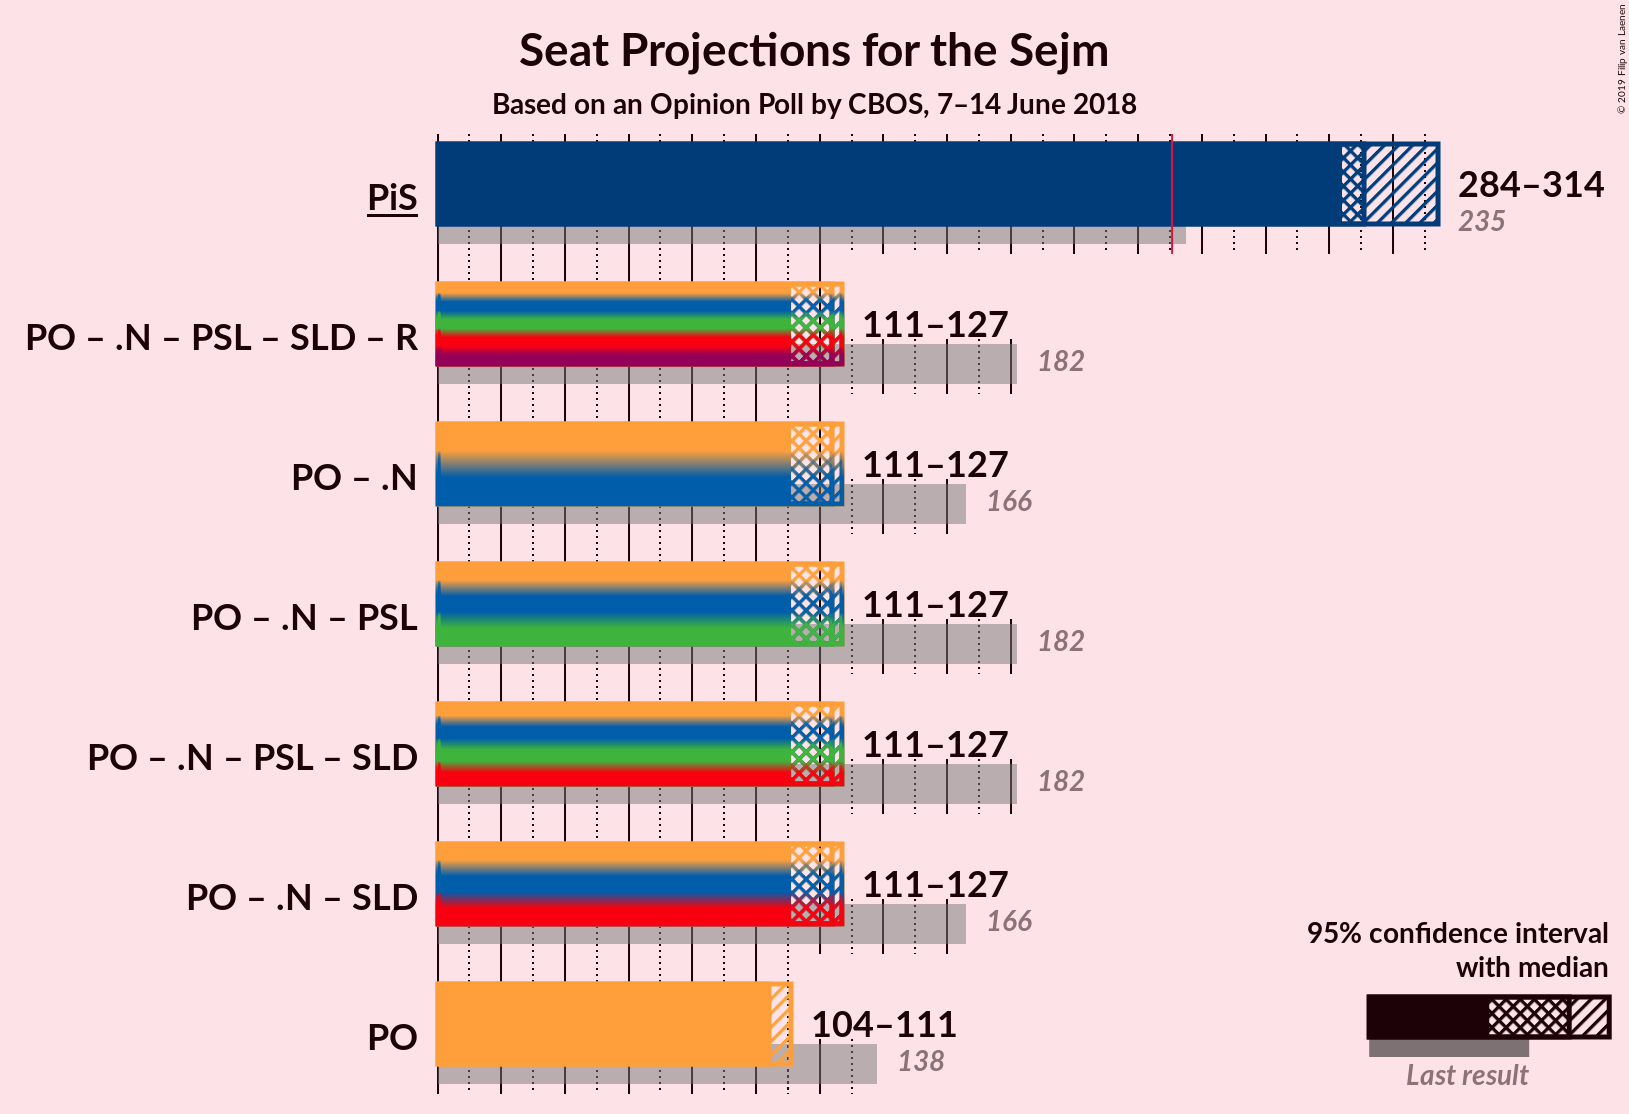 Seat Projections for the Sejm
Based on an Opinion Poll by CBOS, 7–14 June 2018
© 2019 Filip van Laenen
PiS
284–314
235
PO – .N – PSL – SLD – R
111–127
182
PO – .N
111–127
166
PO – .N – PSL
111–127
182
PO – .N – PSL – SLD
111–127
182
PO – .N – SLD
111–127
166
PO
104–111
138
95% confidence interval
with median
Last result